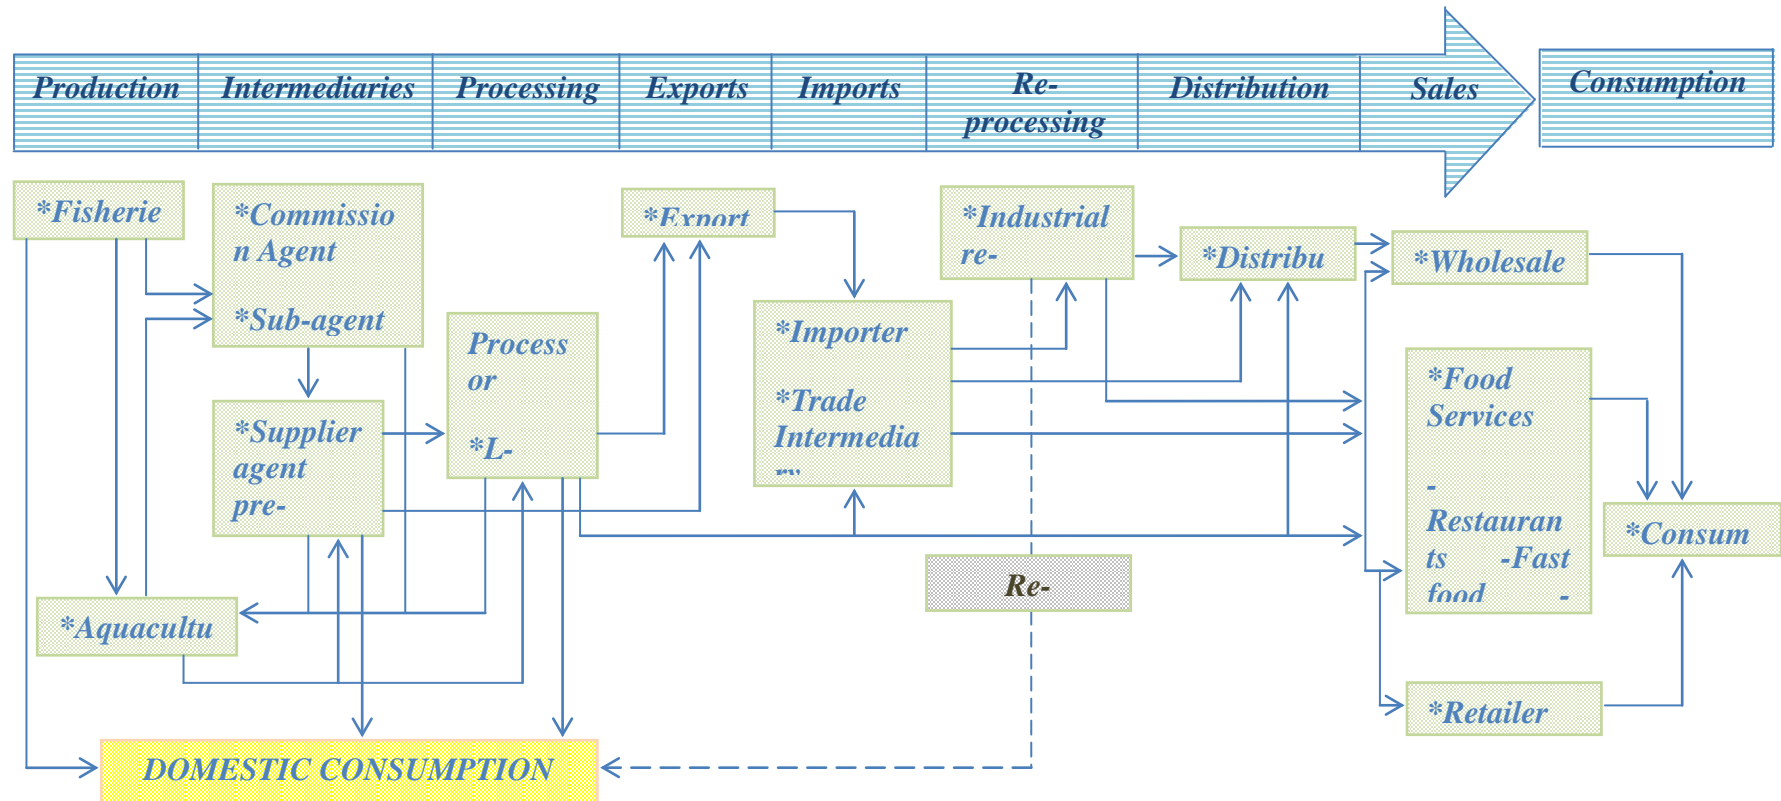 Production
Intermediaries
Processing
Exports
Imports
Re-
processing
Distribution
Sales
Consumption
*Fisherie
*Commissio
n Agent
*Sub-agent
*Supplier
agent
pre-
*Aquacultu
Process
or
*L-
*Export
*Importer
*Trade
Intermedia
ry
*Industrial
re-
*Distribu
*Wholesale
*Food
Services
-
Restauran
ts -Fast
food -
*Retailer
*Consum
Re-
DOMESTIC CONSUMPTION